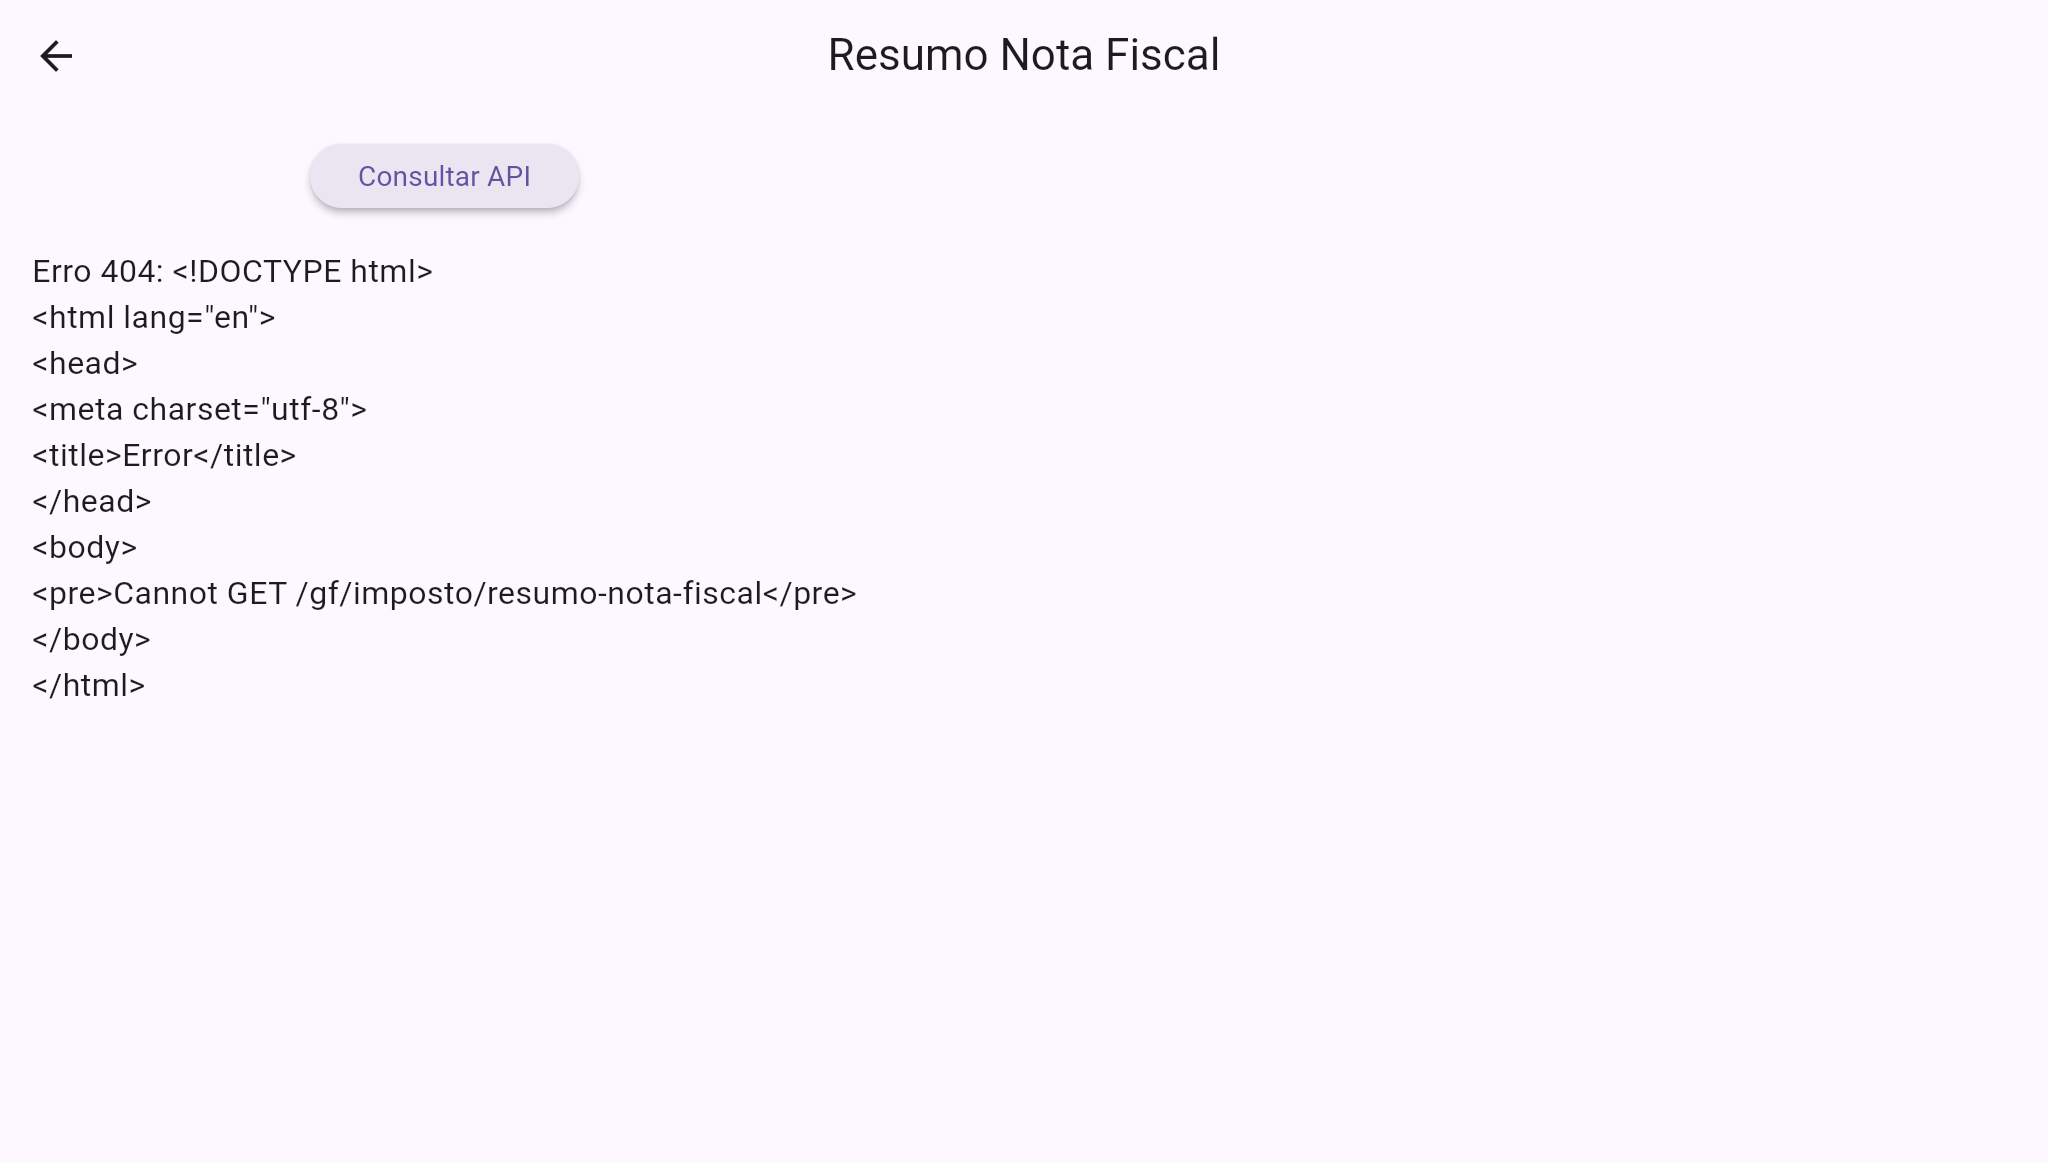 Resumo Nota Fiscal
Consultar API
Erro 404: <!DOCTYPE html>
<html lang="en">
<head>
<meta charset="utf-8">
<title>Error</title>
</head>
<body>
<pre>Cannot GET /gf/imposto/resumo-nota-fiscal</pre>
</body>
</html>